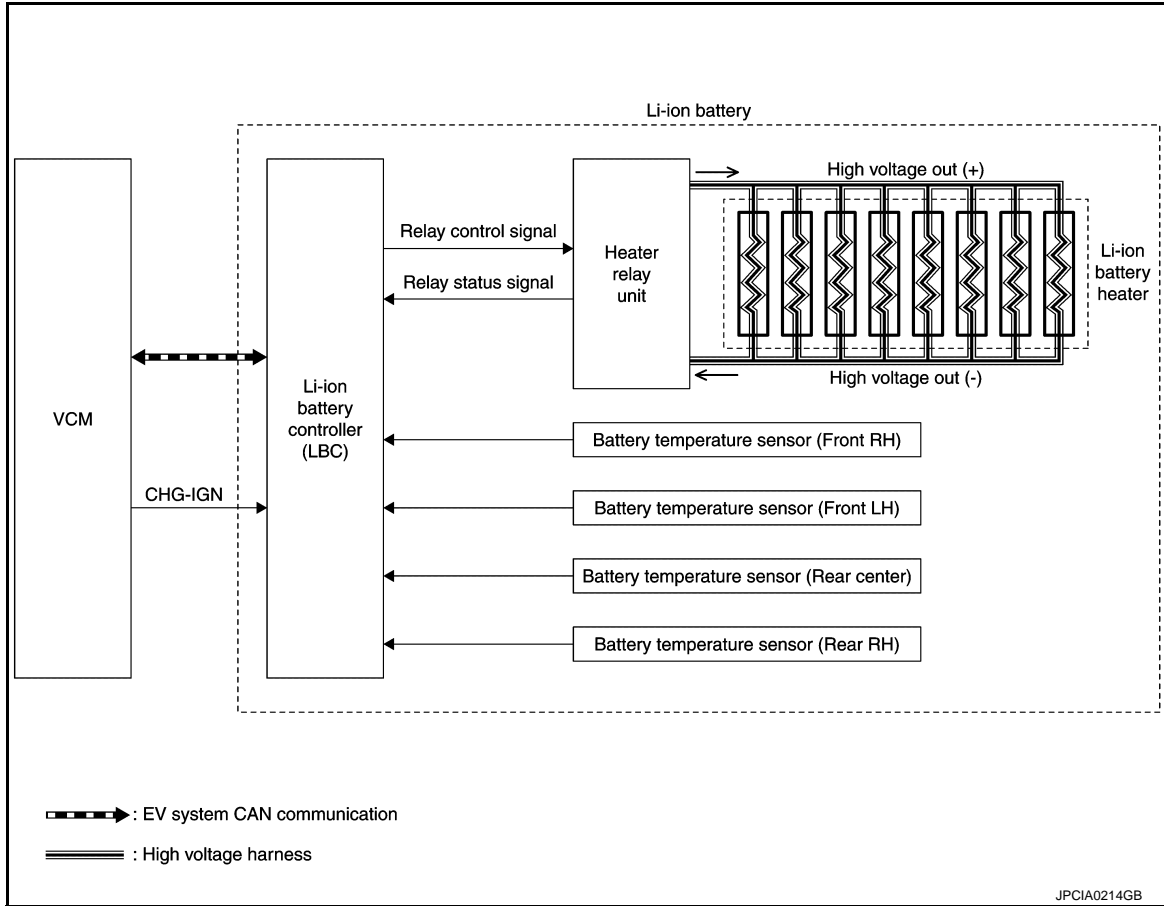 Li-ion battery
VCM
Li-ion
battery
controller
(LBC)
CHG-IGN
Relay control signal
Relay status signal
Heater
relay
unit
High voltage out (+)
High voltage out (-)
Li-ion
battery
heater
Battery temperature sensor (Front RH)
Battery temperature sensor (Front LH)
Battery temperature sensor (Rear center)
Battery temperature sensor (Rear RH)
: EV system CAN communication
: High voltage harness
JPCIA0214GB